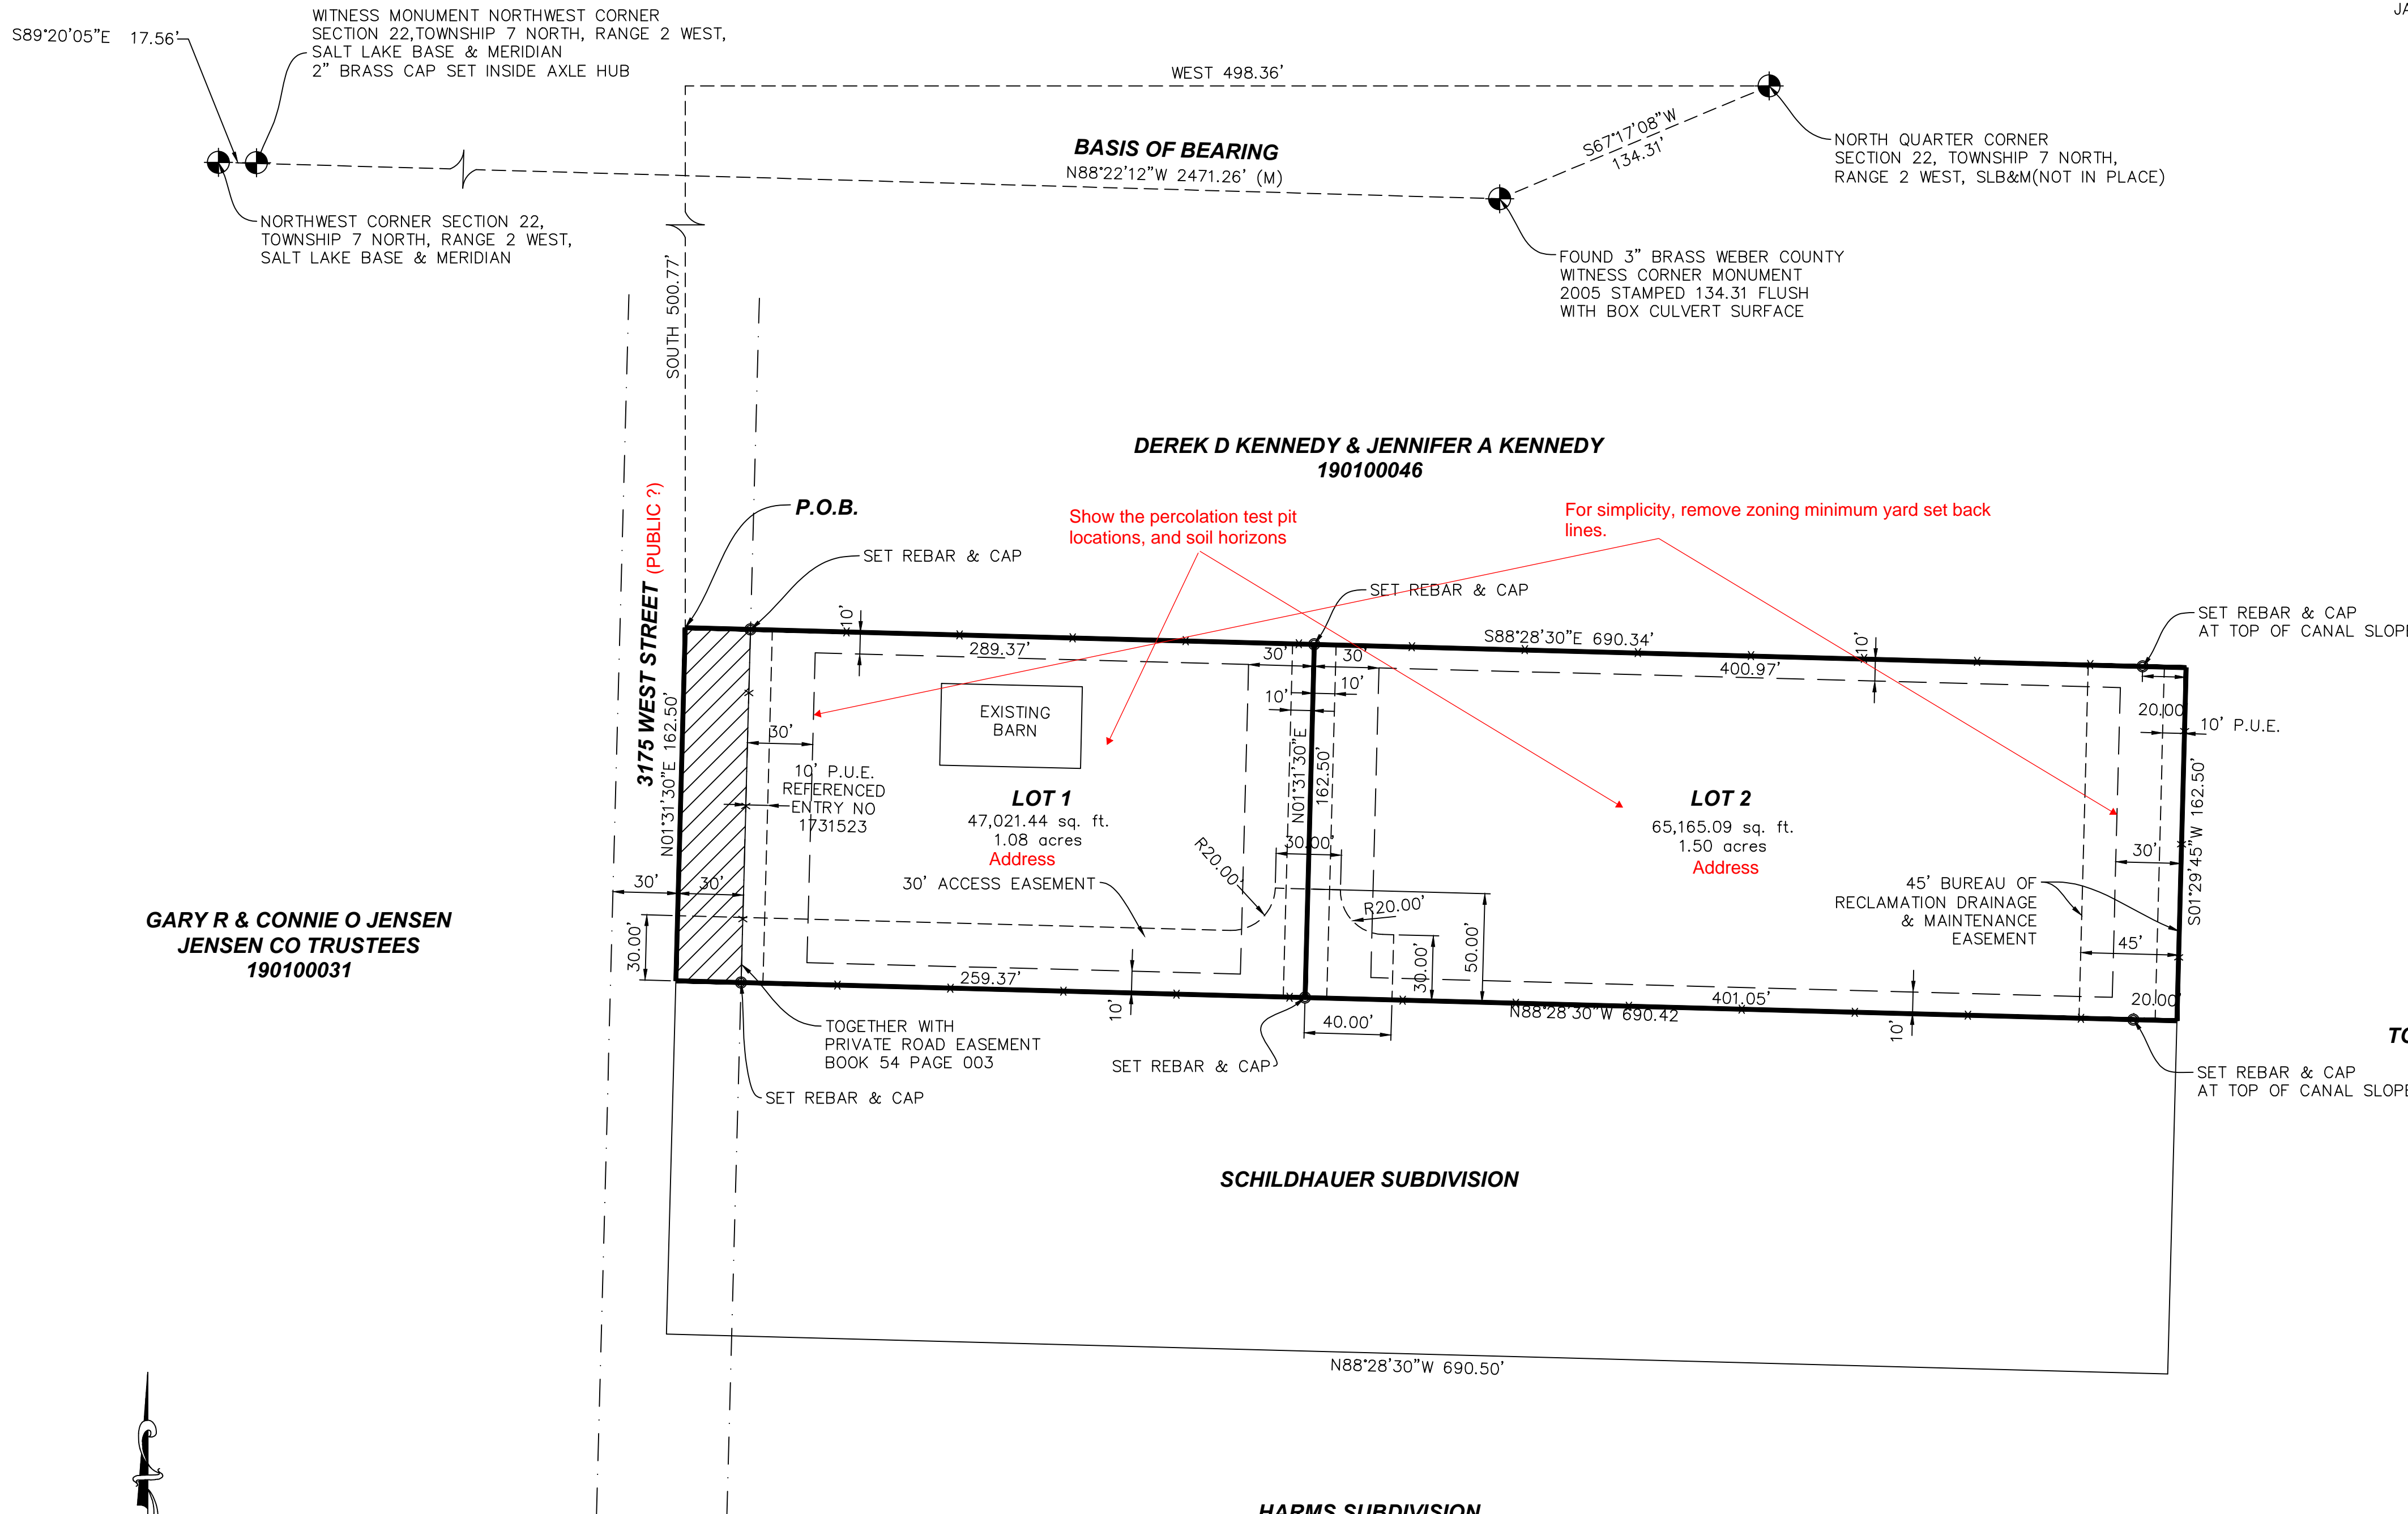 JA
WITNESS MONUMENT NORTHWEST CORNER
SECTION 22,TOWNSHIP 7 NORTH, RANGE 2 WEST,
SALT LAKE BASE & MERIDIAN
2" BRASS CAP SET INSIDE AXLE HUB
S89°20'05"E 17.56'
WEST 498.36'
BASIS OF BEARING
N88°22'12"W 2471.26' (M)
S67°17'08"W
134.31'
NORTH QUARTER CORNER
SECTION 22, TOWNSHIP 7 NORTH,
RANGE 2 WEST, SLB&M(NOT IN PLACE)
NORTHWEST CORNER SECTION 22,
TOWNSHIP 7 NORTH, RANGE 2 WEST,
SALT LAKE BASE & MERIDIAN
FOUND 3" BRASS WEBER COUNTY
WITNESS CORNER MONUMENT
2005 STAMPED 134.31 FLUSH
WITH BOX CULVERT SURFACE
SOUTH 500.77'
DEREK D KENNEDY & JENNIFER A KENNEDY
190100046
P.O.B.
Show the percolation test pit
locations, and soil horizons
For simplicity, remove zoning minimum yard set back
lines.
3175 WEST STREET (PUBLIC ?)
SET REBAR & CAP
SET REBAR & CAP
SET REBAR & CAP
AT TOP OF CANAL SLOPE
10'
289.37'
30'
30'
S88°28'30"E 690.34'
400.97'
10'
10'
10'
20.00'
10' P.U.E.
N01°31'30"E 162.50'
EXISTING
BARN
30'
10' P.U.E.
REFERENCED
ENTRY NO
1731523
LOT 1
47,021.44 sq. ft.
1.08 acres
Address
N01°31'30"E
162.50'
LOT 2
65,165.09 sq. ft.
1.50 acres
Address
S01°29'45"W 162.50'
30'
R20.00'
30.00'
R20.00'
30' ACCESS EASEMENT
45' BUREAU OF
RECLAMATION DRAINAGE
& MAINTENANCE
EASEMENT
45'
30'
30'
30.00'
GARY R & CONNIE O JENSEN
JENSEN CO TRUSTEES
190100031
259.37'
10'
30.00'
50.00'
40.00'
401.05'
N88°28'30"W 690.42
10'
20.00'
TOGETHER WITH
PRIVATE ROAD EASEMENT
BOOK 54 PAGE 003
SET REBAR & CAP
SET REBAR & CAP
TO
SET REBAR & CAP
AT TOP OF CANAL SLOPE
SCHILDHAUER SUBDIVISION
N88°28'30"W 690.50'
HARMS SUBDIVISION